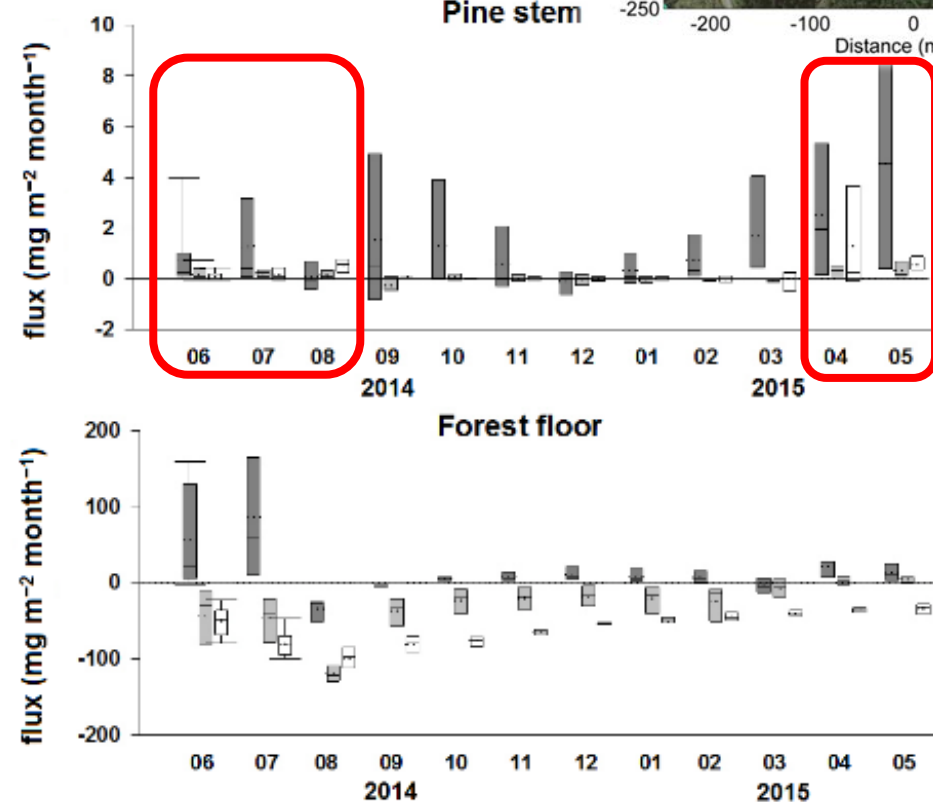 Pine stem
-250
-200 -100 0
Distance (m
10
8
6
4
2
0
-2
flux (mg m⁻² month⁻¹)
06 07 08 09 10 11 12 01 02 03 04 05
2014 2015
Forest floor
200
100
0
-100
-200
flux (mg m⁻² month⁻¹)
06 07 08 09 10 11 12 01 02 03 04 05
2014 2015